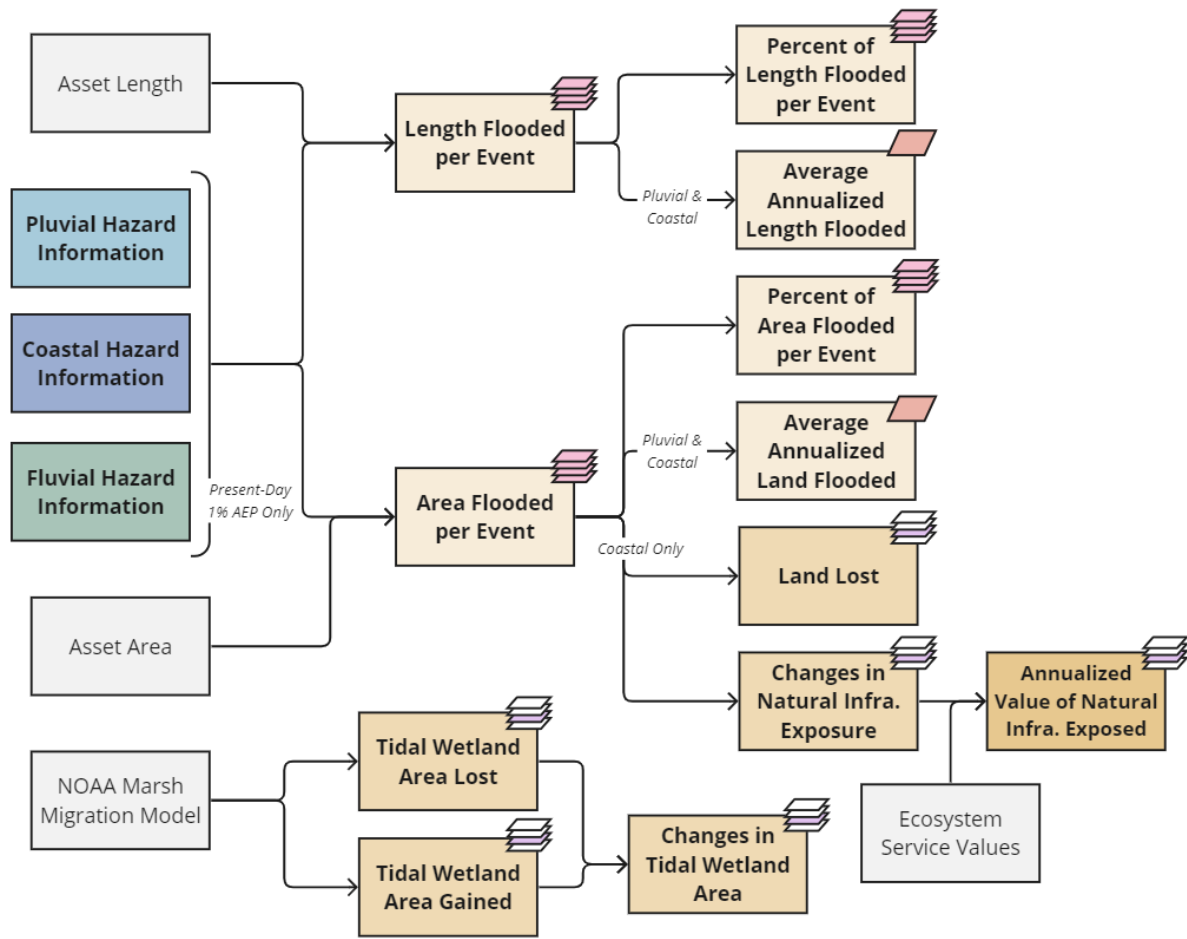 Asset Length
Pluvial Hazard
Information
Coastal Hazard
Information
Fluvial Hazard
Information
Present-Day
1% AEP Only
Asset Area
NOAA Marsh
Migration Model
Length Flooded
per Event
Percent of
Length Flooded
per Event
Pluvial &
Coastal
Average
Annualized
Length Flooded
Area Flooded
per Event
Percent of
Area Flooded
per Event
Pluvial &
Coastal
Average
Annualized
Land Flooded
Coastal Only
Land Lost
Changes in
Natural Infra.
Exposure
Annualized
Value of Natural
Infra. Exposed
Ecosystem
Service Values
Tidal Wetland
Area Lost
Tidal Wetland
Area Gained
Changes in
Tidal Wetland
Area